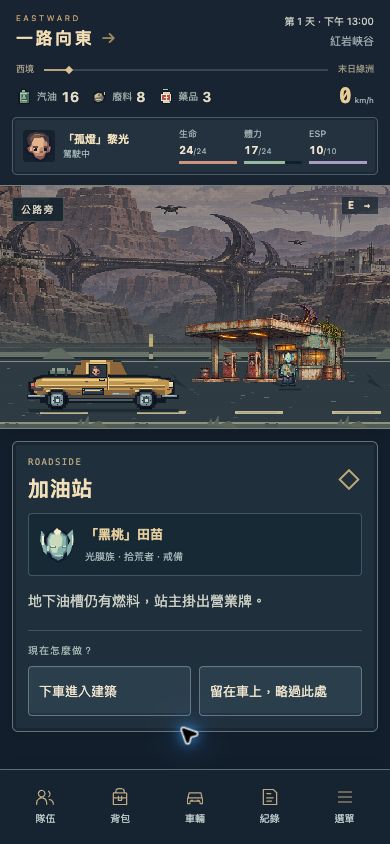 EASTWARD
一路向東 →
第 1 天 · 下午 13:00
紅岩峽谷
西境
末日綠洲
汽油 16 廢料 8 藥品 3
0 km/h
「孤燈」黎光
駕駛中
生命 體力 ESP
24/24 17/24 10/10
公路旁
E →
ROADSIDE
加油站
「黑桃」田苗
光膜族 · 拾荒者 · 戒備
地下油槽仍有燃料，站主掛出營業牌。
現在怎麼做？
下車進入建築
留在車上，略過此處
隊伍 背包 車輛 紀錄 選單